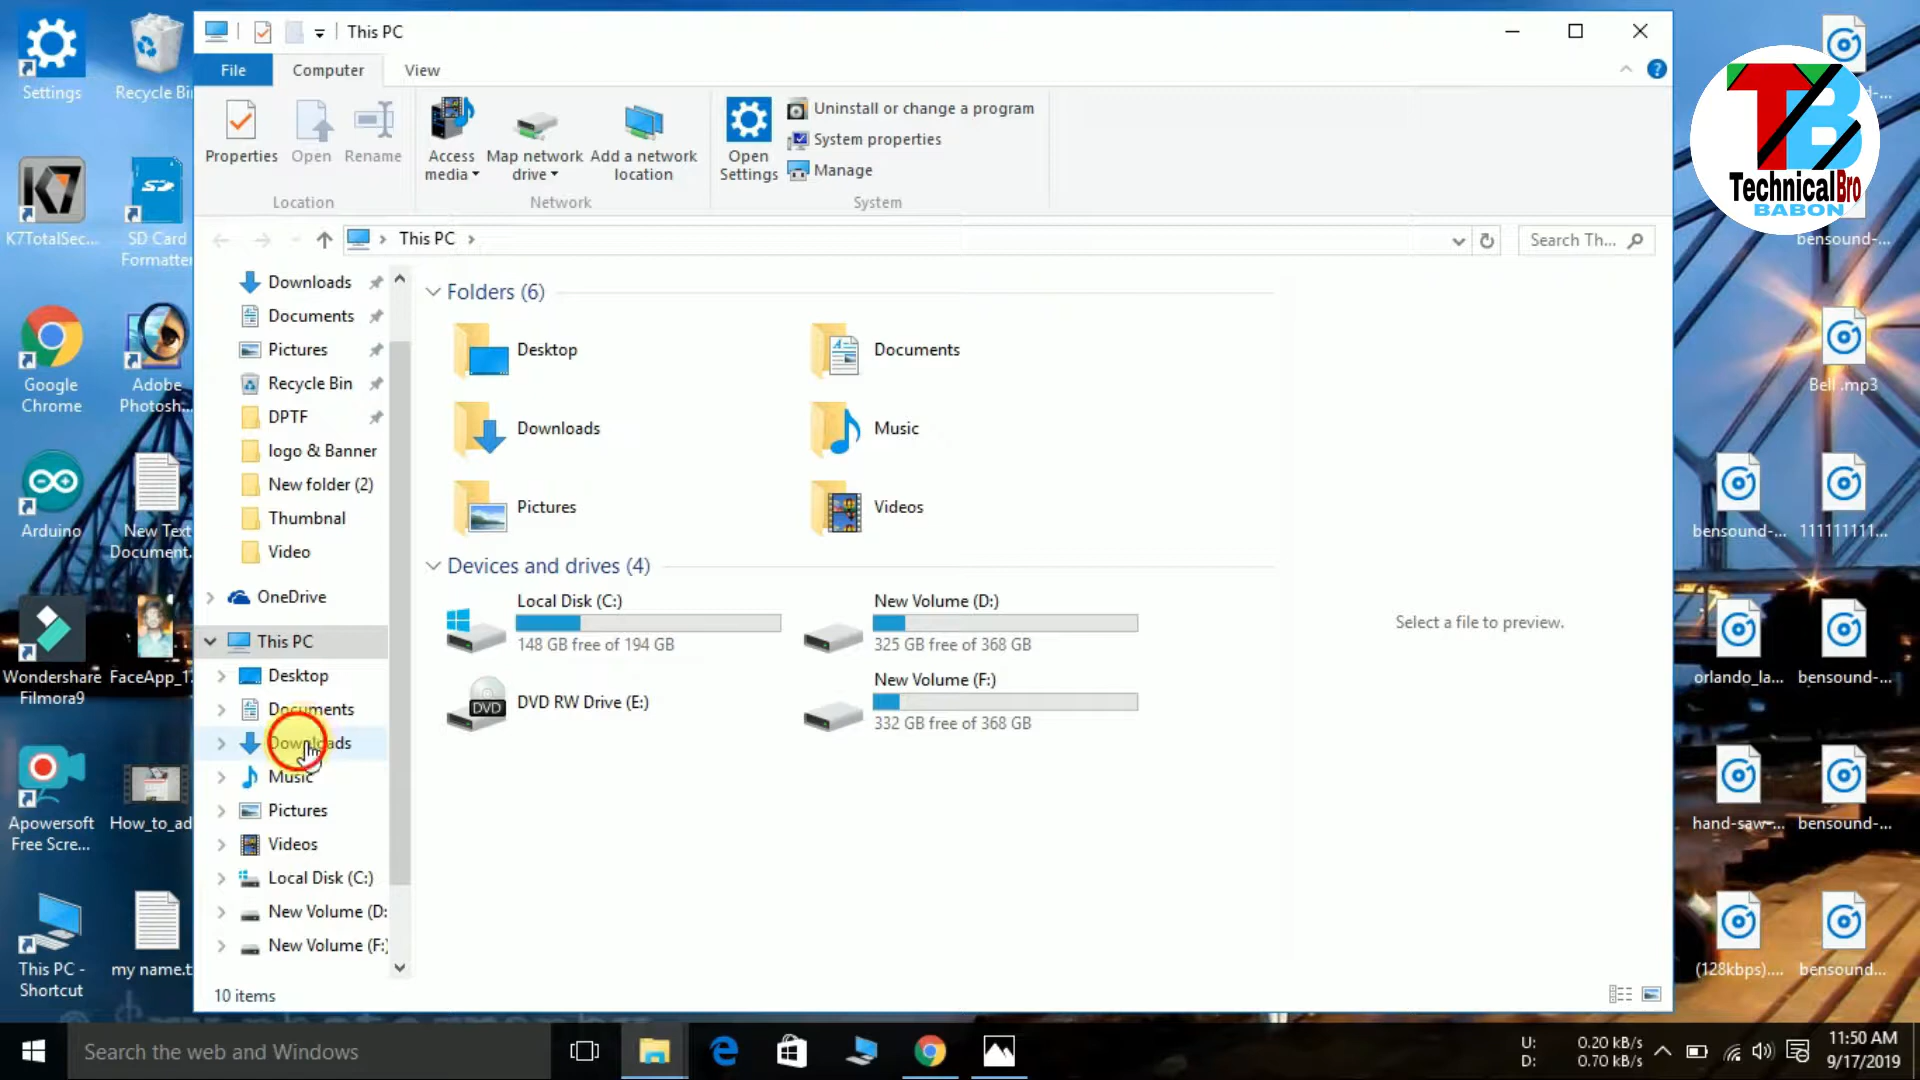 This PC
File
Computer
View
Properties
Open
Rename
Access
media
Map network
drive
Add a network
location
Open
Settings
Uninstall or change a program
System properties
Manage
Location
Network
System
This PC
Search Th...
Downloads
Documents
Pictures
Recycle Bin
DPTF
logo & Banner
New folder (2)
Thumbnail
Video
OneDrive
This PC
Desktop
Documents
Downloads
Music
Pictures
Videos
Local Disk (C:)
New Volume (D:
New Volume (F:)
Folders (6)
Desktop
Documents
Downloads
Music
Pictures
Videos
Devices and drives (4)
Local Disk (C:)
148 GB free of 194 GB
New Volume (D:)
325 GB free of 368 GB
DVD
DVD RW Drive (E:)
New Volume (F:)
332 GB free of 368 GB
Select a file to preview.
10 items
Settings
Recycle Bin
K7
K7TotalSec...
SD
SD Card
Formatter
Google
Chrome
Adobe
Photosh...
Arduino
New Text
Document.
Wondershare
Filmora9
FaceApp_1
Apowersoft
Free Scre...
How_to_ad
This PC -
Shortcut
my name.t
TB
TechnicalBro
BABON
bensound-...
Bell .mp3
bensound-...
111111111...
orlando_la...
bensound-...
hand-saw-...
bensound-...
(128kbps)....
bensound...
Search the web and Windows
U: 0.20 kB/s
D: 0.70 kB/s
11:50 AM
9/17/2019